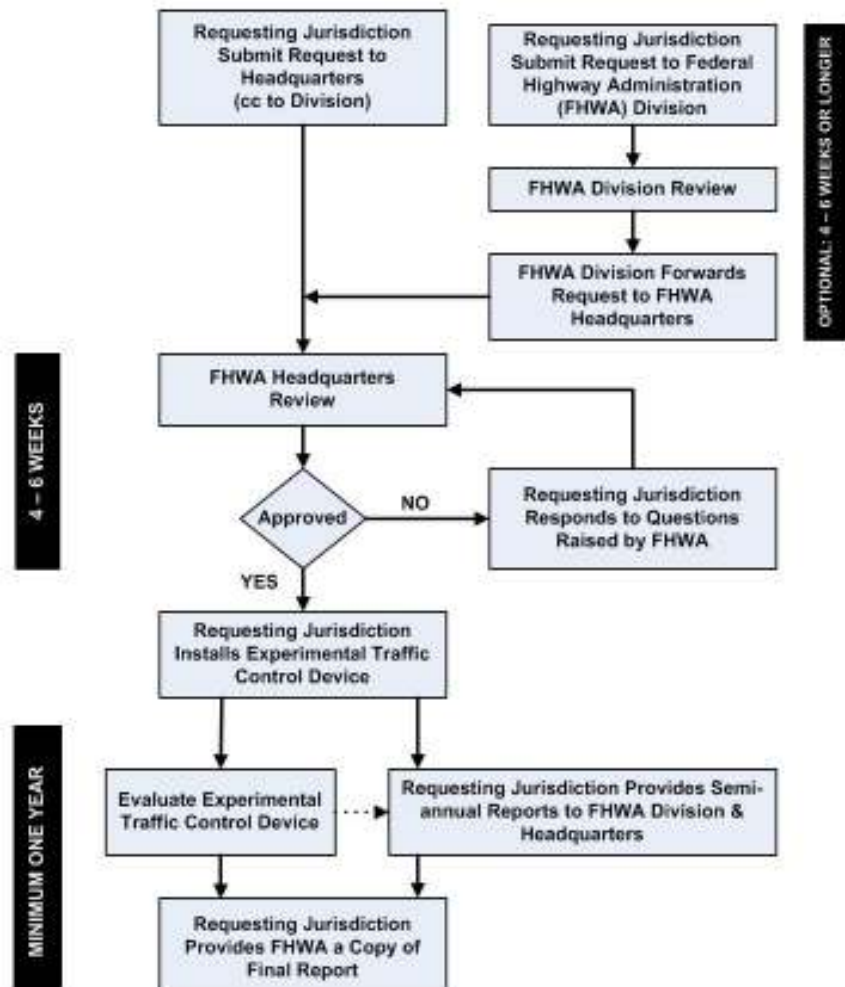 Requesting Jurisdiction
Submit Request to
Headquarters
(cc to Division)
Requesting Jurisdiction
Submit Request to Federal
Highway Administration
(FHWA) Division
OPTIONAL: 4 – 6 WEEKS OR LONGER
FHWA Division Review
FHWA Division Forwards
Request to FHWA
Headquarters
4 – 6 WEEKS
FHWA Headquarters
Review
Approved
NO
Requesting Jurisdiction
Responds to Questions
Raised by FHWA
YES
Requesting Jurisdiction
Installs Experimental Traffic
Control Device
MINIMUM ONE YEAR
Evaluate Experimental
Traffic Control Device
Requesting Jurisdiction Provides Semi-
annual Reports to FHWA Division &
Headquarters
Requesting Jurisdiction
Provides FHWA a Copy of
Final Report